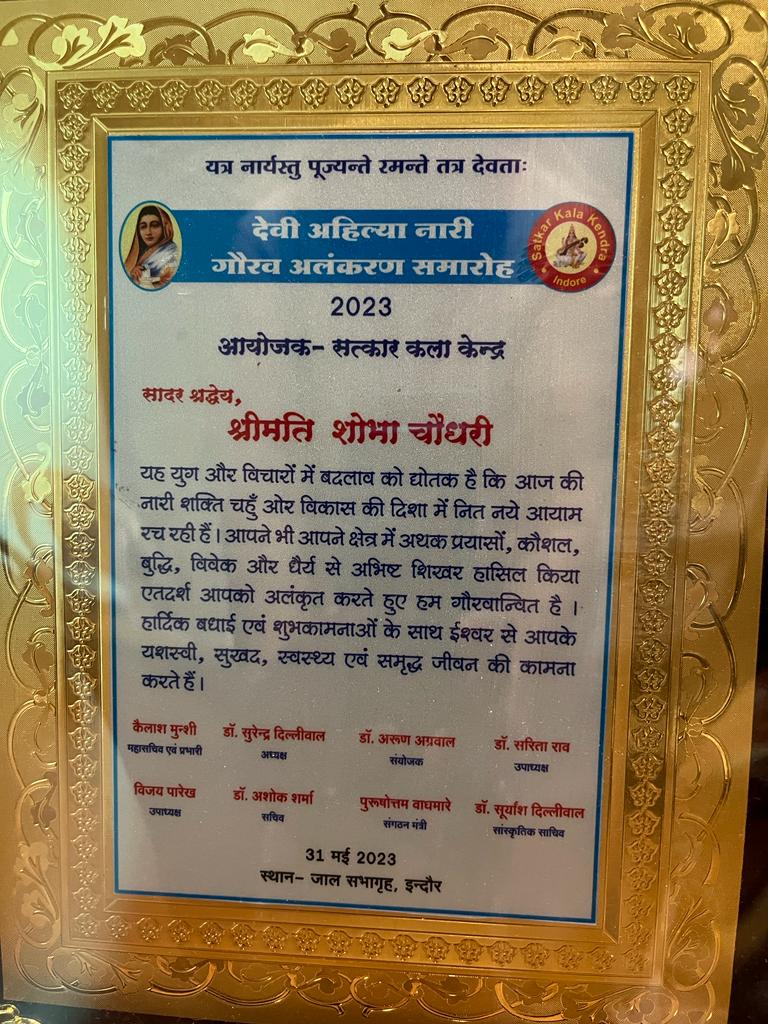 यत्र नार्यस्तु पूज्यन्ते रमन्ते तत्र देवताः
देवी अहिल्या नारी
गौरव अलंकरण समारोह
Satkar Kala Kendra
Indore
2023
आयोजक- सत्कार कला केन्द्र
सादर श्रद्धेय,
श्रीमति शोभा चौधरी
यह युग और विचारों में बदलाव को द्योतक है कि आज की
नारी शक्ति चहुँ ओर विकास की दिशा में नित नये आयाम
रच रही हैं। आपने भी आपने क्षेत्र में अथक प्रयासों, कौशल,
बुद्धि, विवेक और धैर्य से अभिष्ट शिखर हासिल किया
एतदर्श आपको अलंकृत करते हुए हम गौरवान्वित है ।
हार्टिक बधाई एवं शुभकामनाओं के साथ ईश्वर से आपके
यशस्वी, सुखद, स्वस्थ्य एवं समृद्ध जीवन की कामना
करते हैं।
कैलाश मुन्शी डॉ. सुरेन्द्र दिल्लीवाल डॉ. अरूण अग्रवाल डॉ. सरिता राव
महासचिव एवं प्रभारी अध्यक्ष संयोजक उपाध्यक्ष
विजय पारेख डॉ. अशोक शर्मा पुरूषोत्तम वाघमारे डॉ. सूर्यांश दिल्लीवाल
उपाध्यक्ष सचिव संगठन मंत्री सांस्कृतिक साचिव
31 मई 2023
स्थान- जाल सभागृह, इन्दौर